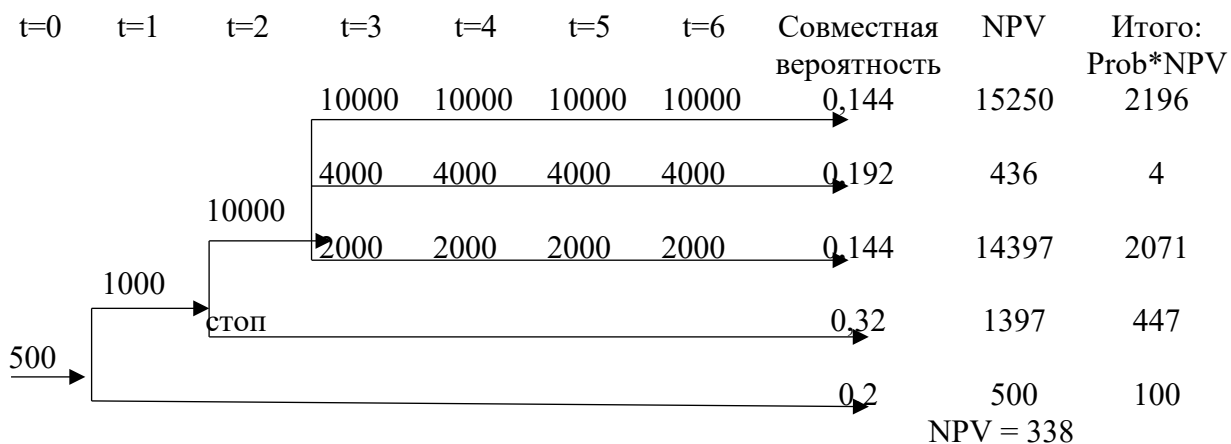 t=0 t=1 t=2 t=3 t=4 t=5 t=6 Совместная NPV Итого:
вероятность Prob*NPV
10000 10000 10000 10000 0,144 15250 2196
4000 4000 4000 4000 0,192 436 4
10000
2000 2000 2000 2000 0,144 14397 2071
1000
стоп 0,32 1397 447
500
0,2 500 100
NPV = 338